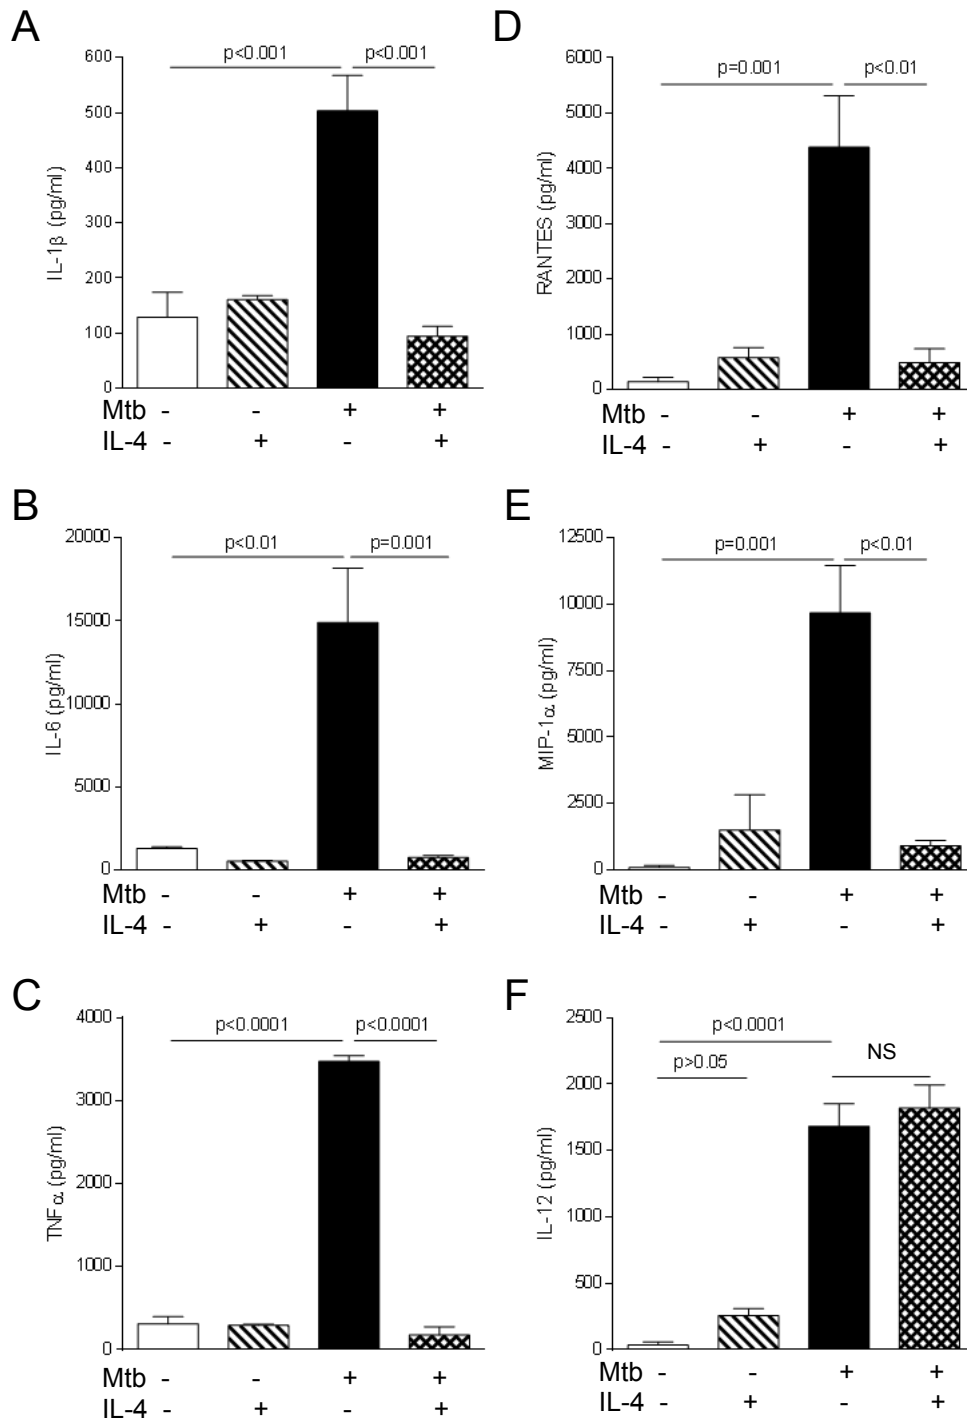 A
p<0.001 p<0.001
600
500
400
300
200
100
0
IL-1β (pg/ml)
Mtb - - + +
IL-4 - + - +
D
p=0.001 p<0.01
6000
5000
4000
3000
2000
1000
0
RANTES (pg/ml)
Mtb - - + +
IL-4 - + - +
B
p<0.01 p=0.001
20000
15000
10000
5000
0
IL-6 (pg/ml)
Mtb - - + +
IL-4 - + - +
E
p=0.001 p<0.01
12500
10000
7500
5000
2500
0
MIP-1α (pg/ml)
Mtb - - + +
IL-4 - + - +
C
p<0.0001 p<0.0001
4000
3000
2000
1000
0
TNFα (pg/ml)
Mtb - - + +
IL-4 - + - +
F
p<0.0001
p>0.05
NS
2500
2000
1500
1000
500
0
IL-12 (pg/ml)
Mtb - - + +
IL-4 - + - +